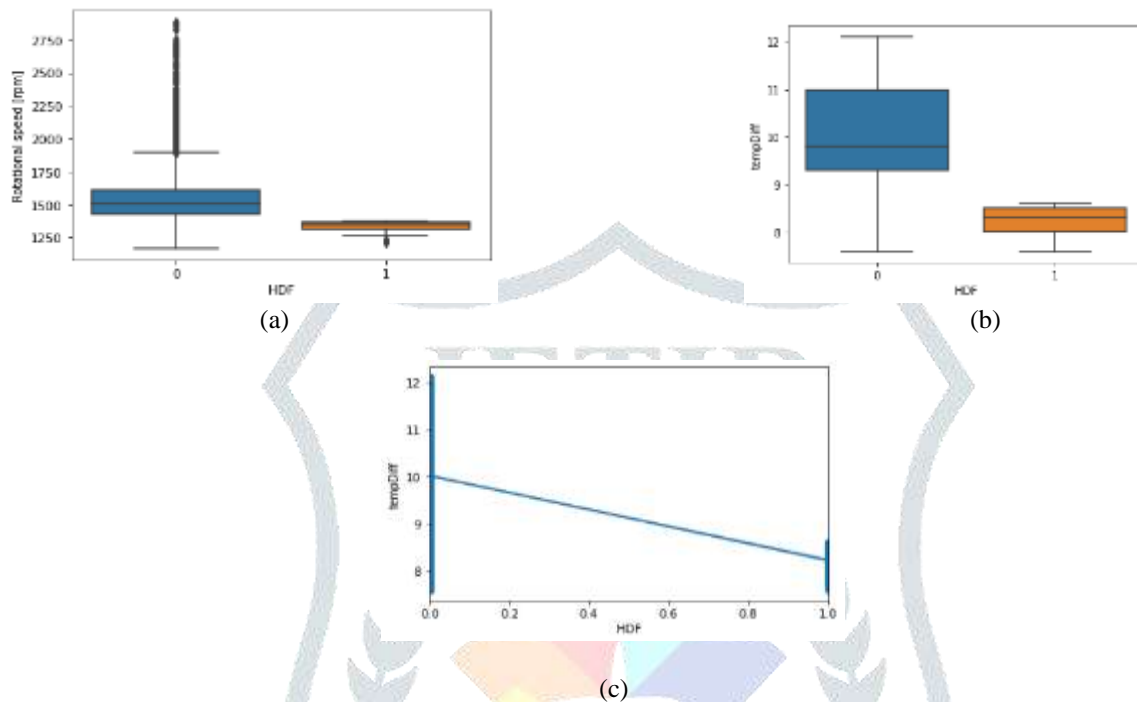 2750
2500
2250
2000
1750
1500
1250
Rotational speed [rpm]
0 1
HDF
(a)
12
11
10
9
8
tempDiff
0 1
HDF
(b)
JETIR
12
11
10
9
8
tempDiff
0.0 0.2 0.4 0.6 0.8 1.0
HDF
(c)